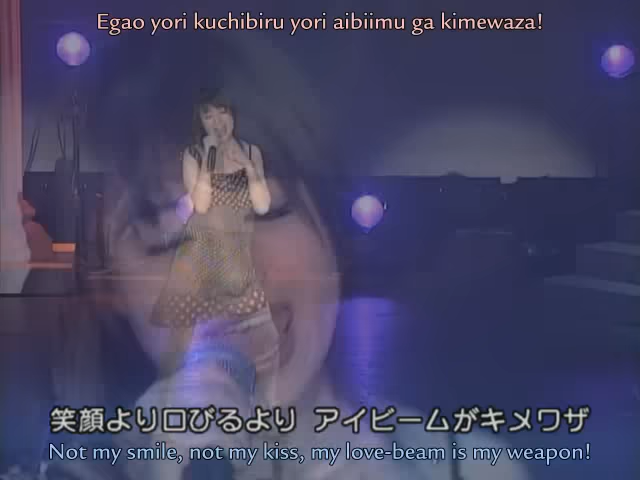 Egao yori kuchibiru yori aibiimu ga kimewaza!
笑顔より口びるより アイビームがキメワザ
Not my smile, not my kiss, my love-beam is my weapon!